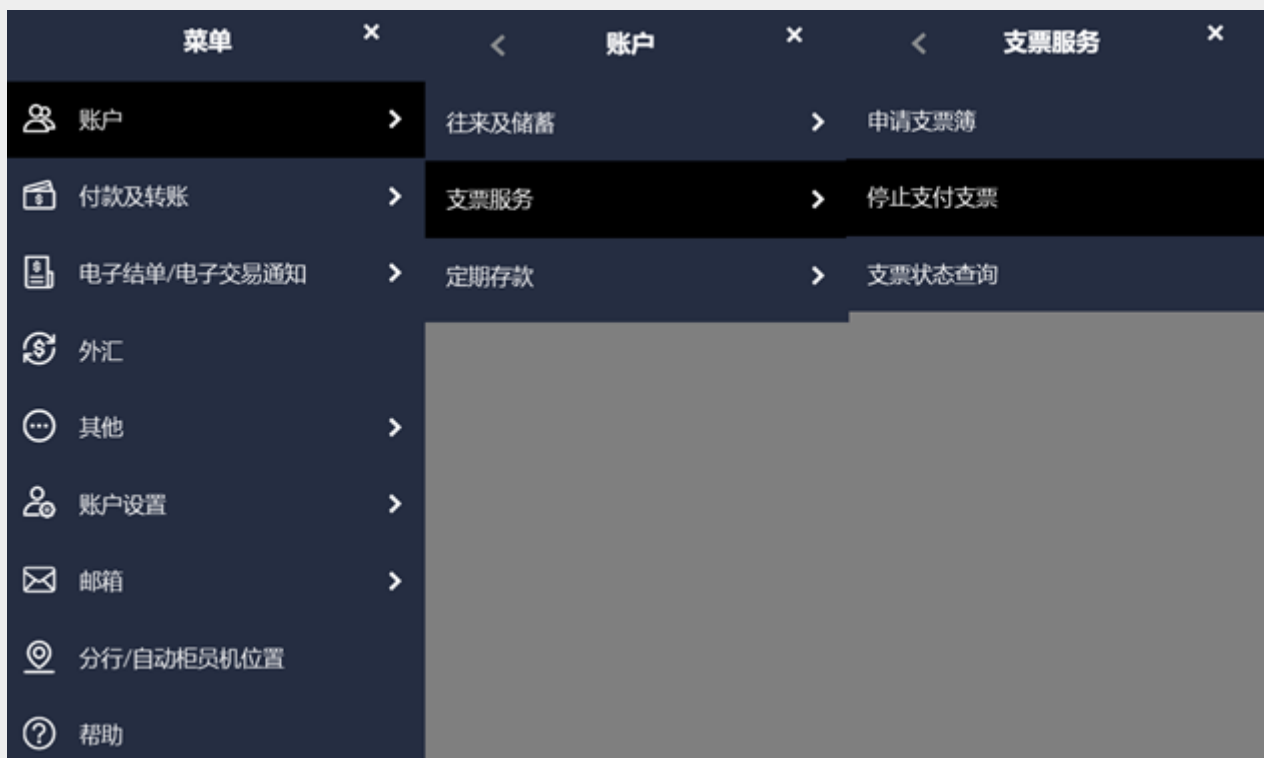 菜单
账户
付款及转账
电子结单/电子交易通知
外汇
其他
账户设置
邮箱
分行/自动柜员机位置
帮助
账户
往来及储蓄
支票服务
定期存款
支票服务
申请支票簿
停止支付支票
支票状态查询